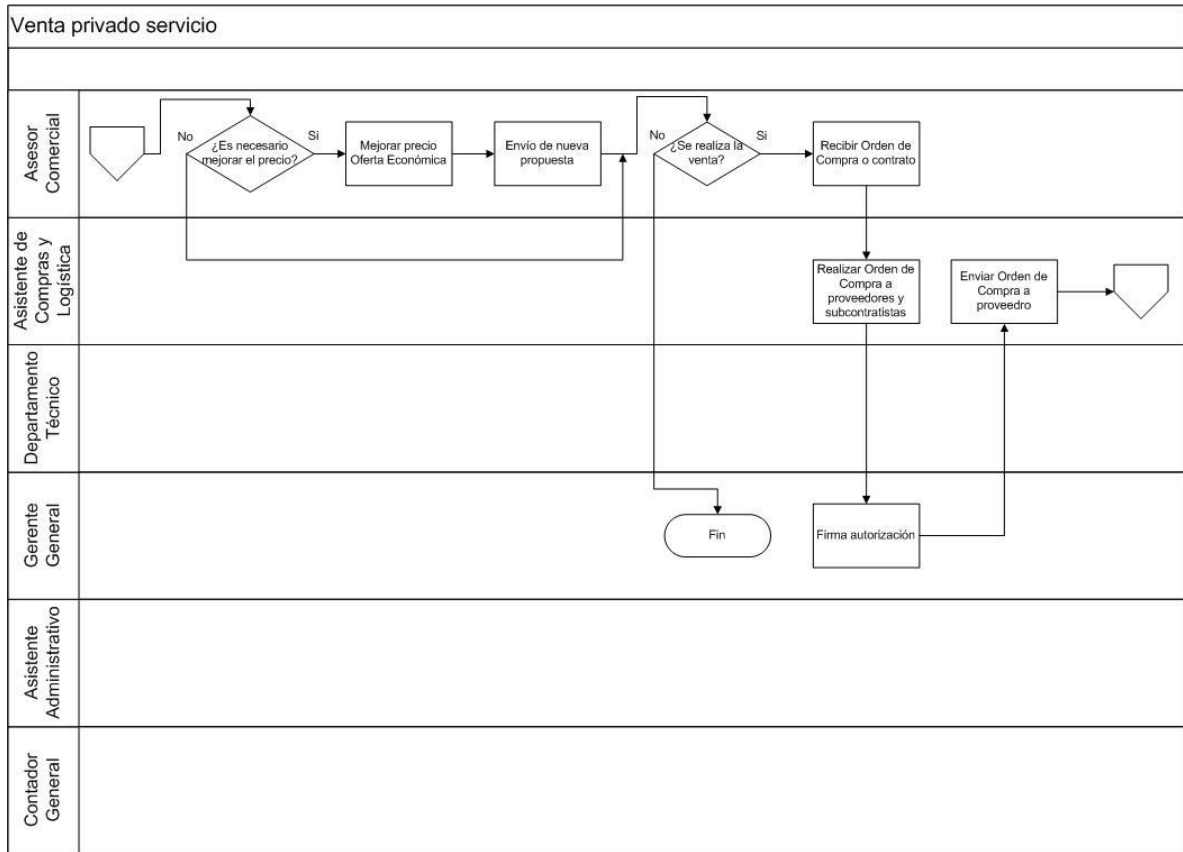 Venta privado servicio
Asesor
Comercial
No
¿Es necesario
mejorar el precio?
Si
Mejorar precio
Oferta Económica
Envío de nueva
propuesta
No
¿Se realiza la
venta?
Si
Recibir Orden de
Compra o contrato
Asistente de
Compras y
Logística
Realizar Orden de
Compra a
proveedores y
subcontratistas
Enviar Orden de
Compra a
proveedro
Departamento
Técnico
Gerente
General
Fin
Firma autorización
Asistente
Administrativo
Contador
General